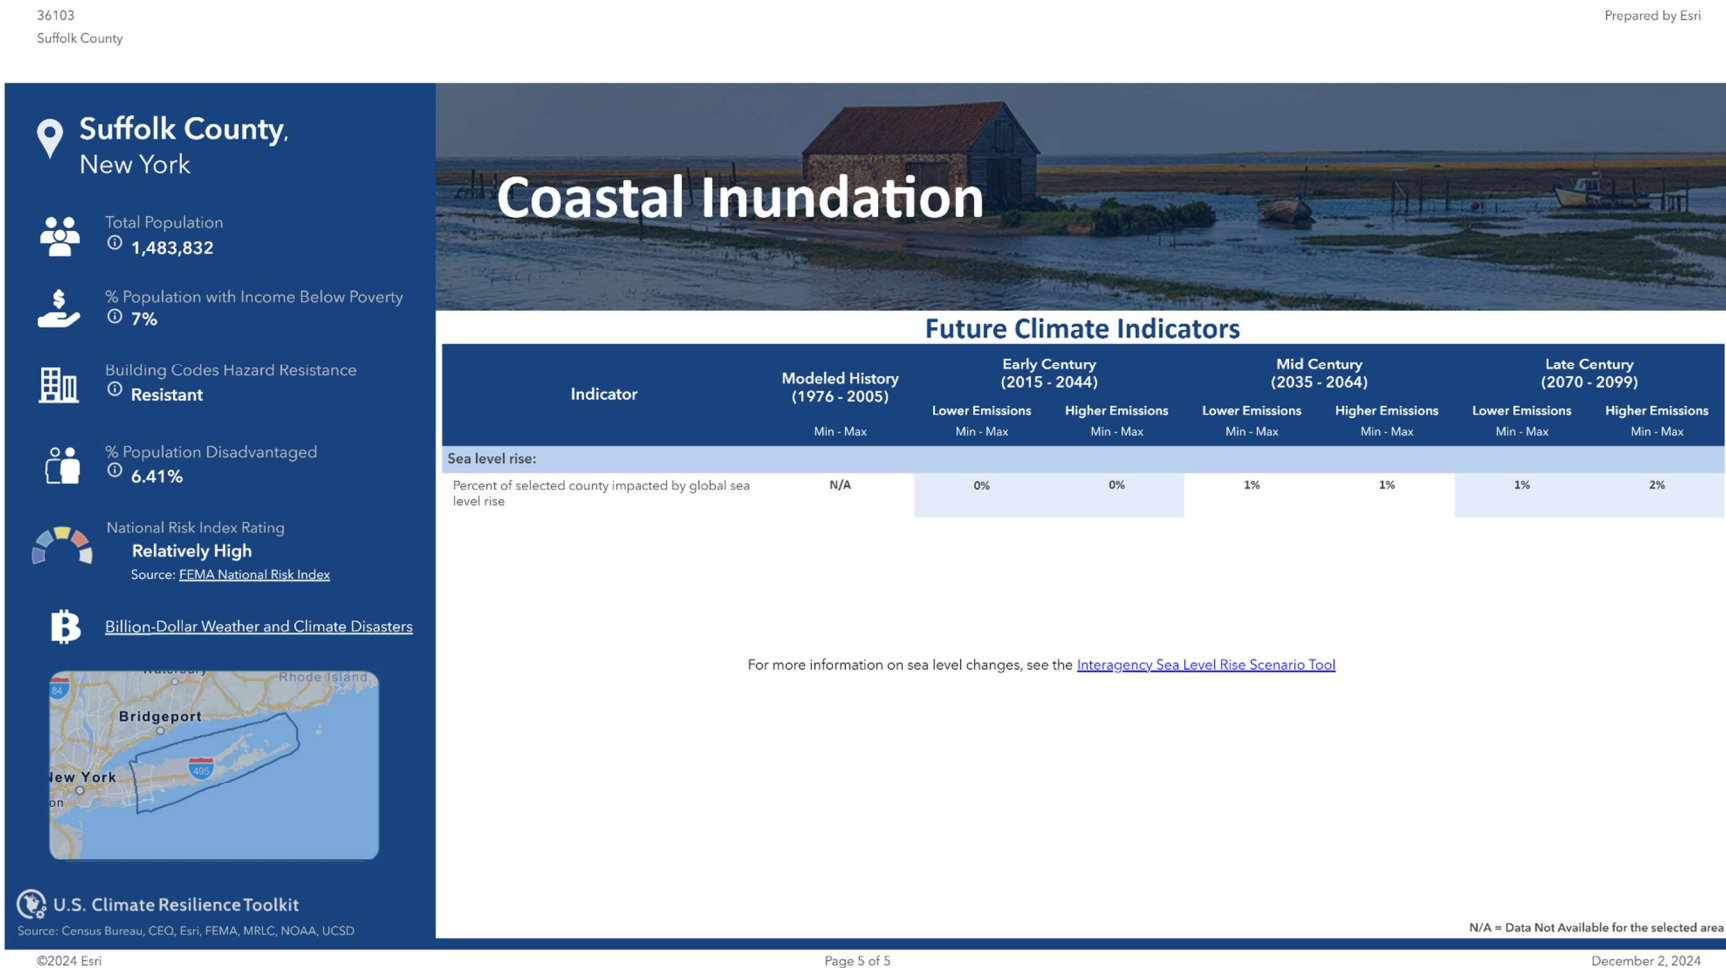 36103
Prepared by Esri
Suffolk County
Suffolk County,
New York
Total Population
1,483,832
% Population with Income Below Poverty
7%
Building Codes Hazard Resistance
Resistant
% Population Disadvantaged
6.41%
National Risk Index Rating
Relatively High
Source: FEMA National Risk Index
Billion-Dollar Weather and Climate Disasters
Rhode Island
84
Bridgeport
495
New York
on
U.S. Climate Resilience Toolkit
Source: Census Bureau, CEQ, Esri, FEMA, MRLC, NOAA, UCSD
Coastal Inundation
Future Climate Indicators
Indicator
Modeled History
(1976 - 2005)
Min - Max
Early Century
(2015 - 2044)
Mid Century
(2035 - 2064)
Late Century
(2070 - 2099)
Lower Emissions Higher Emissions Lower Emissions Higher Emissions Lower Emissions Higher Emissions
Min - Max Min - Max Min - Max Min - Max Min - Max Min - Max
Sea level rise:
Percent of selected county impacted by global sea
level rise
N/A 0% 0% 1% 1% 1% 2%
For more information on sea level changes, see the Interagency Sea Level Rise Scenario Tool
N/A = Data Not Available for the selected area
©2024 Esri
Page 5 of 5
December 2, 2024